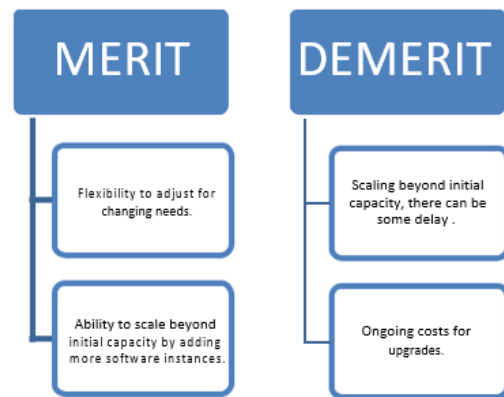 MERIT
Flexibility to adjust for
changing needs.
Ability to scale beyond
initial capacity by adding
more software instances.
DEMERIT
Scaling beyond initial
capacity, there can be
some delay .
Ongoing costs for
upgrades.